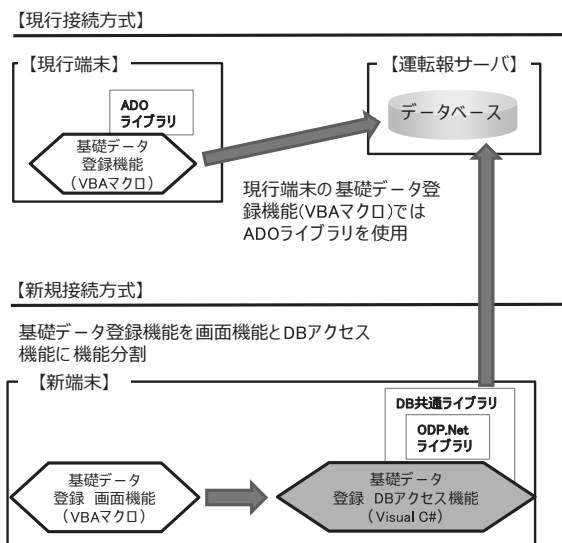 【現行接続方式】
【現行端末】
【運転報サーバ】
ADO
ライブラリ
データベース
基礎データ
登録機能
(VBAマクロ)
現行端末の基礎データ登
録機能(VBAマクロ)では
ADOライブラリを使用
【新規接続方式】
基礎データ登録機能を画面機能とDBアクセス
機能に機能分割
【新端末】
DB共通ライブラリ
ODP.Net
ライブラリ
基礎データ
登録 画面機能
(VBAマクロ)
基礎データ
登録 DBアクセス機能
(Visual C#)